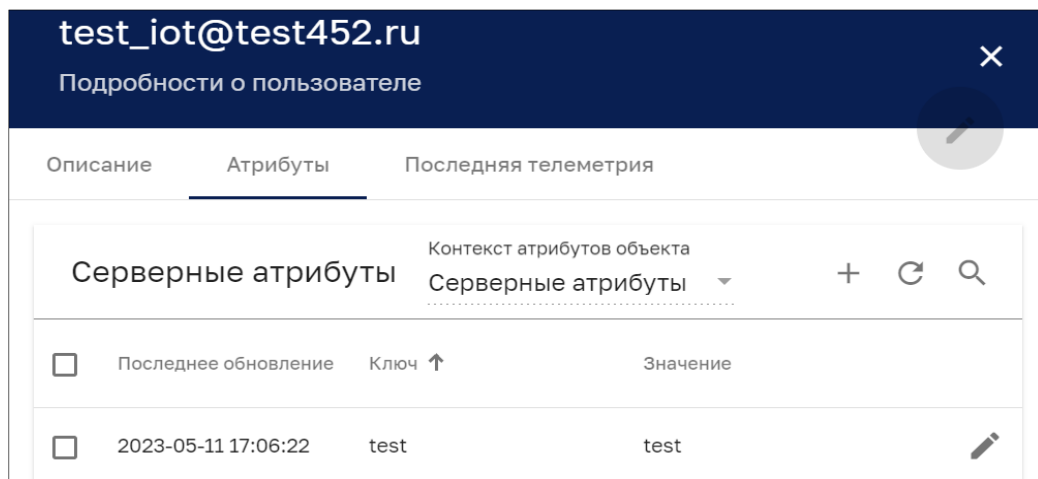 test_iot@test452.ru
Подробности о пользователе
Описание Атрибуты Последняя телеметрия
Контекст атрибутов объекта
Серверные атрибуты Серверные атрибуты
Последнее обновление Ключ Значение
2023-05-11 17:06:22 test test